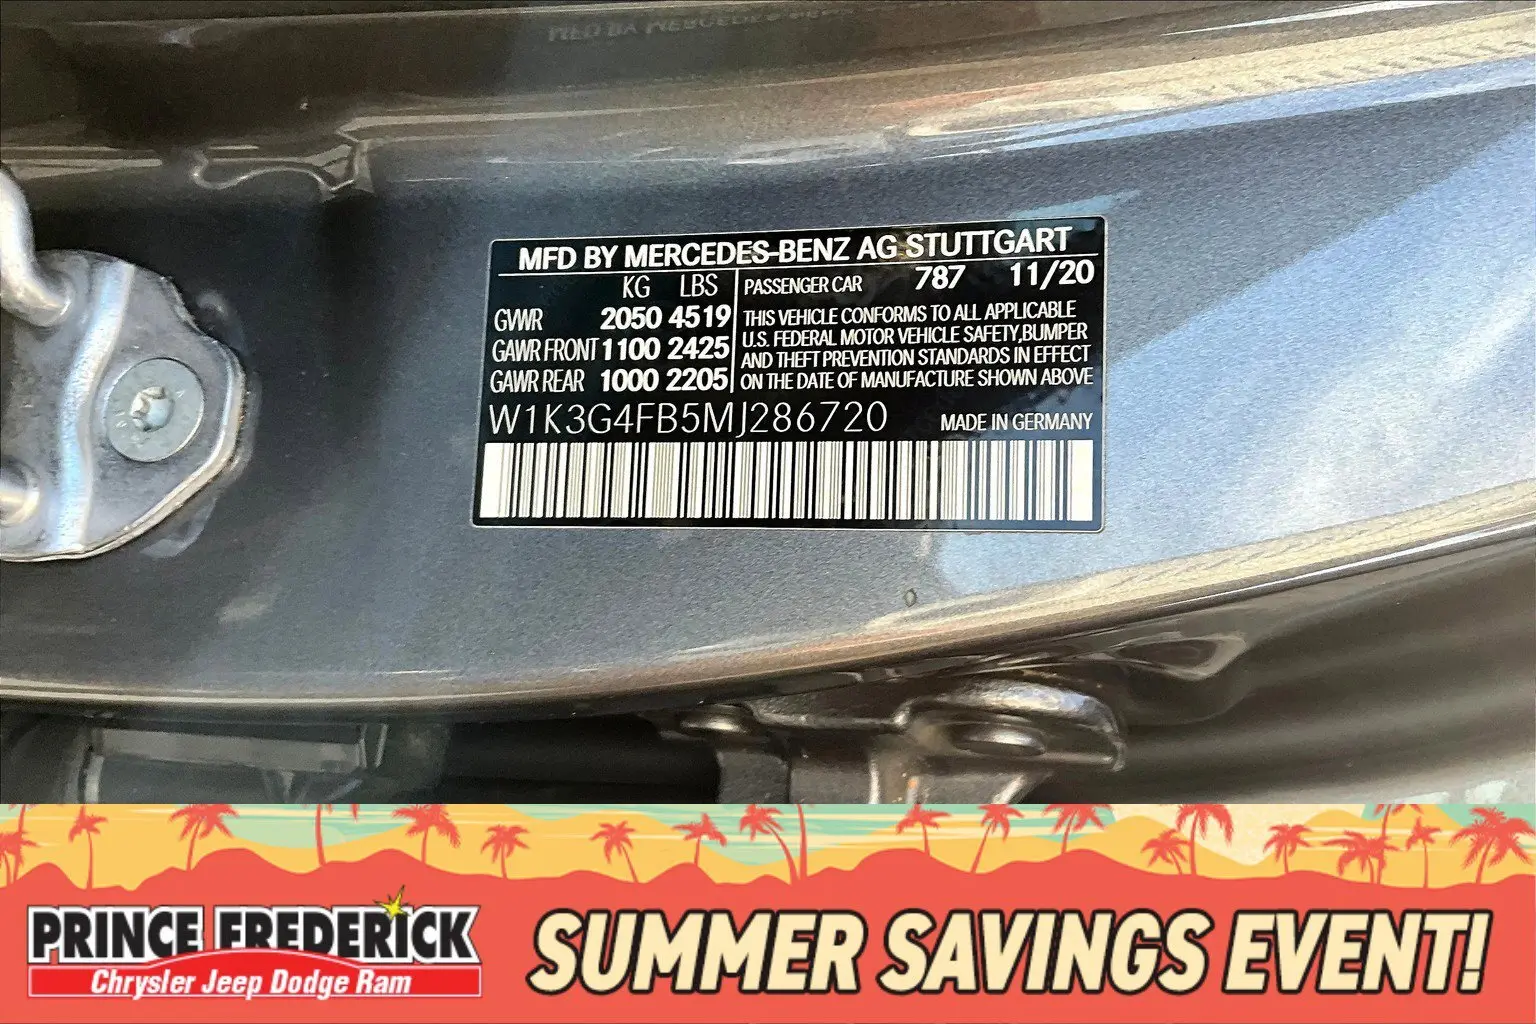 MFD BY MERCEDES-BENZ AG STUTTGART
KG LBS
GVWR 2050 4519
GAWR FRONT 1100 2425
GAWR REAR 1000 2205
PASSENGER CAR 787 11/20
THIS VEHICLE CONFORMS TO ALL APPLICABLE
U.S. FEDERAL MOTOR VEHICLE SAFETY,BUMPER
AND THEFT PREVENTION STANDARDS IN EFFECT
ON THE DATE OF MANUFACTURE SHOWN ABOVE
W1K3G4FB5MJ286720 MADE IN GERMANY
PRINCE FREDERICK
Chrysler Jeep Dodge Ram
SUMMER SAVINGS EVENT!